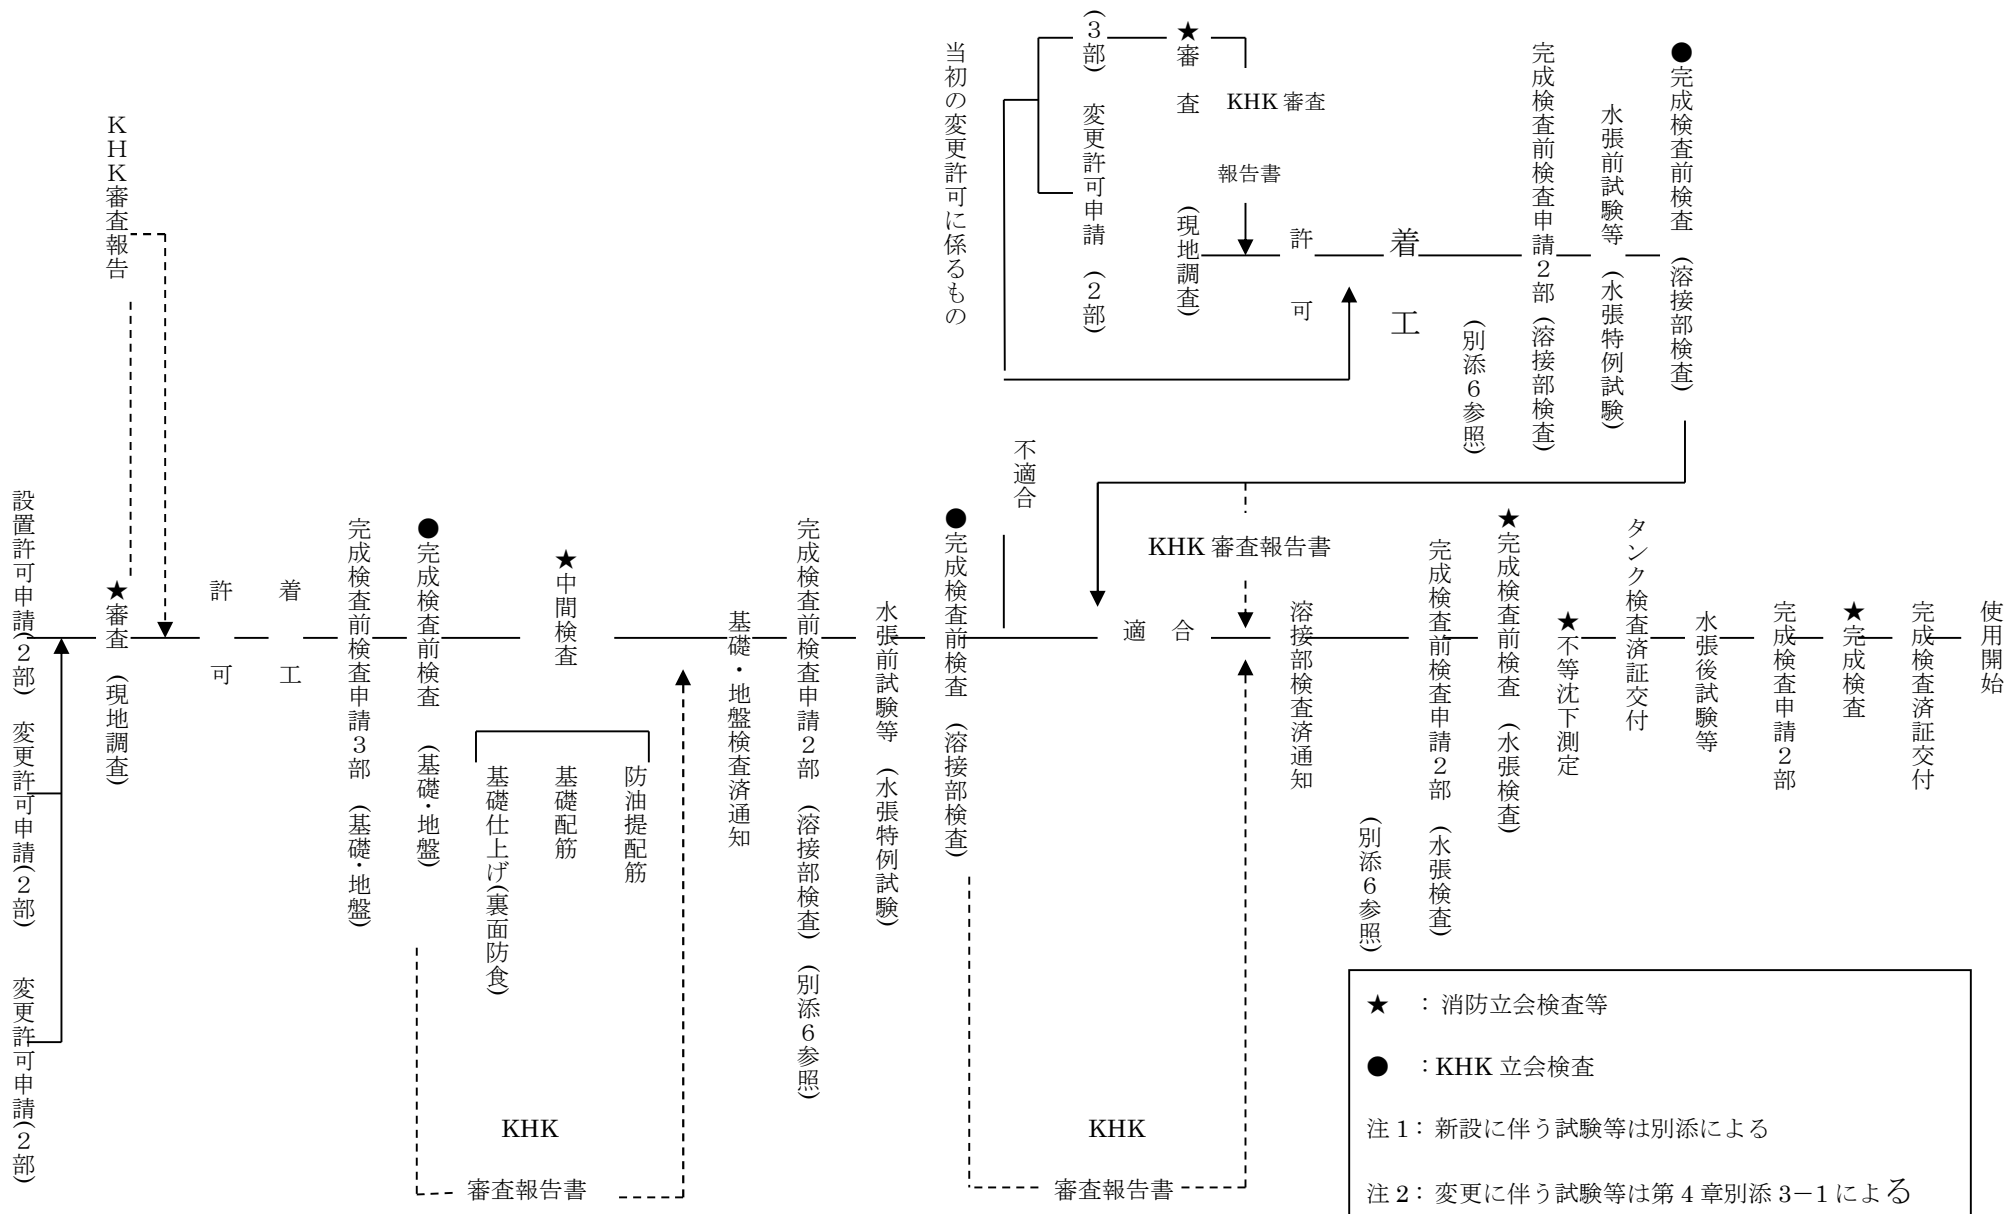 (３部)
変更許可申請
(２部)
当初の変更許可に係るもの
★審　査
KHK 審査
(現地調査)
報告書
許　可
着　工
(別添６参照)
完成検査前検査申請２部
(溶接部検査)
水張前試験等
(水張特例試験)
●完成検査前検査
(溶接部検査)
ＫＨＫ審査報告
設置許可申請(２部)
変更許可申請(２部)
変更許可申請(２部)
★審査
(現地調査)
許　可
着　工
完成検査前検査申請３部
(基礎・地盤)
●完成検査前検査
(基礎・地盤)
★中間検査
基礎仕上げ(裏面防食)
基礎配筋
防油提配筋
KHK
審査報告書
基礎・地盤検査済通知
完成検査前検査申請２部
(溶接部検査)
(別添６参照)
水張前試験等
(水張特例試験)
●完成検査前検査
(溶接部検査)
不適合
適　合
KHK 審査報告書
KHK
審査報告書
溶接部検査済通知
(別添６参照)
完成検査前検査申請２部
(水張検査)
★完成検査前検査
(水張検査)
★不等沈下測定
タンク検査済証交付
水張後試験等
完成検査申請２部
★完成検査
完成検査済証交付
使用開始
★　：消防立会検査等
●　：KHK 立会検査
注 1：新設に伴う試験等は別添による
注 2：変更に伴う試験等は第 4 章別添 3−1 による